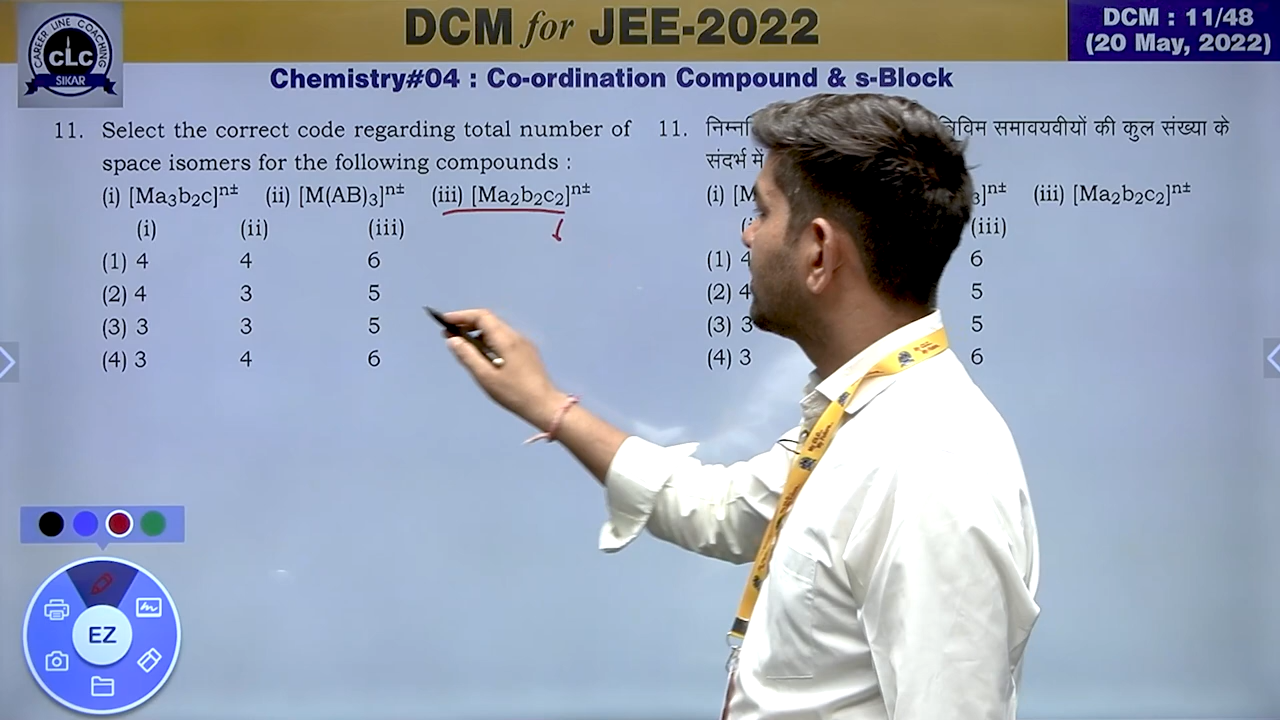 DCM for JEE-2022
DCM : 11/48
(20 May, 2022)
CAREER LINE COACHING
CLC
SIKAR
Chemistry#04 : Co-ordination Compound & s-Block
11. Select the correct code regarding total number of
space isomers for the following compounds :
(i) [Ma₃b₂c]ⁿ± (ii) [M(AB)₃]ⁿ± (iii) [Ma₂b₂c₂]ⁿ±
(i) (ii) (iii)
(1) 4 4 6
(2) 4 3 5
(3) 3 3 5
(4) 3 4 6
11. समावयवीयों की कुल संख्या के
संदर्भ में
(i) (iii) [Ma₂b₂c₂]ⁿ±
(iii)
(1) 4 6
(2) 4 5
(3) 3 5
(4) 3 6
EZ